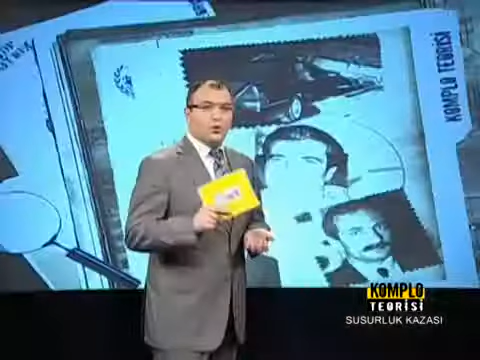 KOMPLO TEORİSİ
KOMPLO
TEORİSİ
SUSURLUK KAZASI